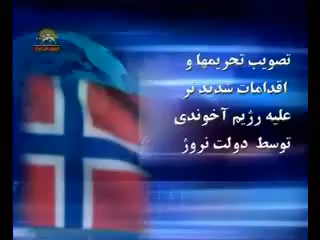 تصویب تحریمها و
اقدامات شدید تر
علیه رژیم آخوندی
توسط دولت نروژ